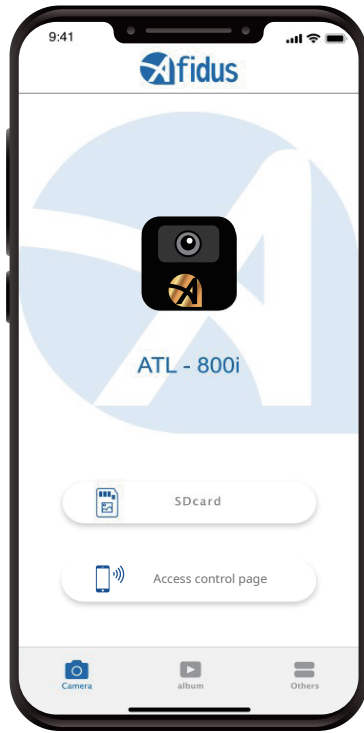 9:41
Afidus
ATL - 800i
SDcard
Access control page
Camera
album
Others